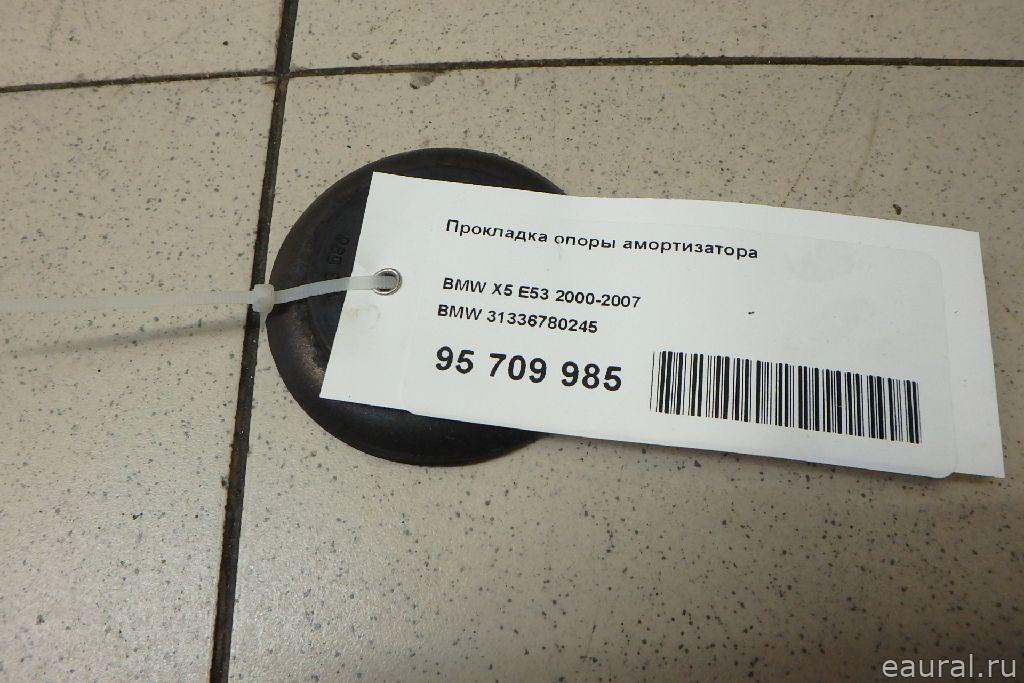 Прокладка опоры амортизатора
BMW X5 E53 2000-2007
BMW 31336780245
95 709 985
eaural.ru